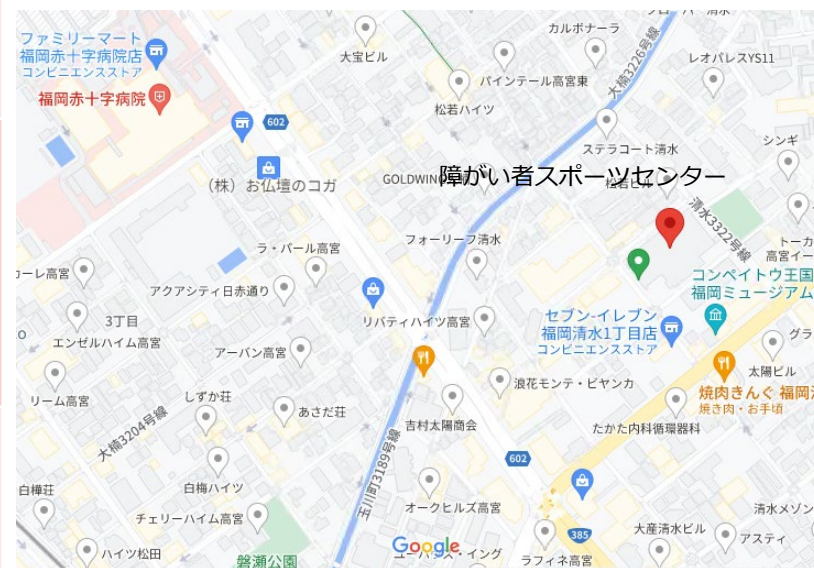 ファミリーマート
福岡赤十字病院店
コンビニエンスストア
福岡赤十字病院
大宝ビル
カルボナーラ
大楠3226号線
レオパレスYS11
パインテール高宮東
松若ハイツ
602
ステラコート清水
シンギ
(株)お仏壇のコガ
障がい者スポーツセンター
清水3322号線
ラ・パール高宮
フォーリーフ清水
トーカ
高宮イー
コンペイトウ王国
福岡ミュージアム
カーレ高宮
アクアシティ日赤通り
3丁目
エンゼルハイム高宮
リバティハイツ高宮
セブン-イレブン
福岡清水1丁目店
コンビニエンスストア
グラ
アーバン高宮
太陽ビル
リーム高宮
しずか荘
浪花モンテ・ビヤンカ
焼肉きんぐ 福岡
焼き肉・お手頃
あさだ荘
吉村太陽商会
たかた内科循環器科
大楠3204号線
玉川町3189号線
602
白樺荘
白梅ハイツ
オークヒルズ高宮
清水メゾン
チェリーハイム高宮
385
大産清水ビル
アスティ
ハイツ松田
磐瀬公園
Google
ラフィネ高宮